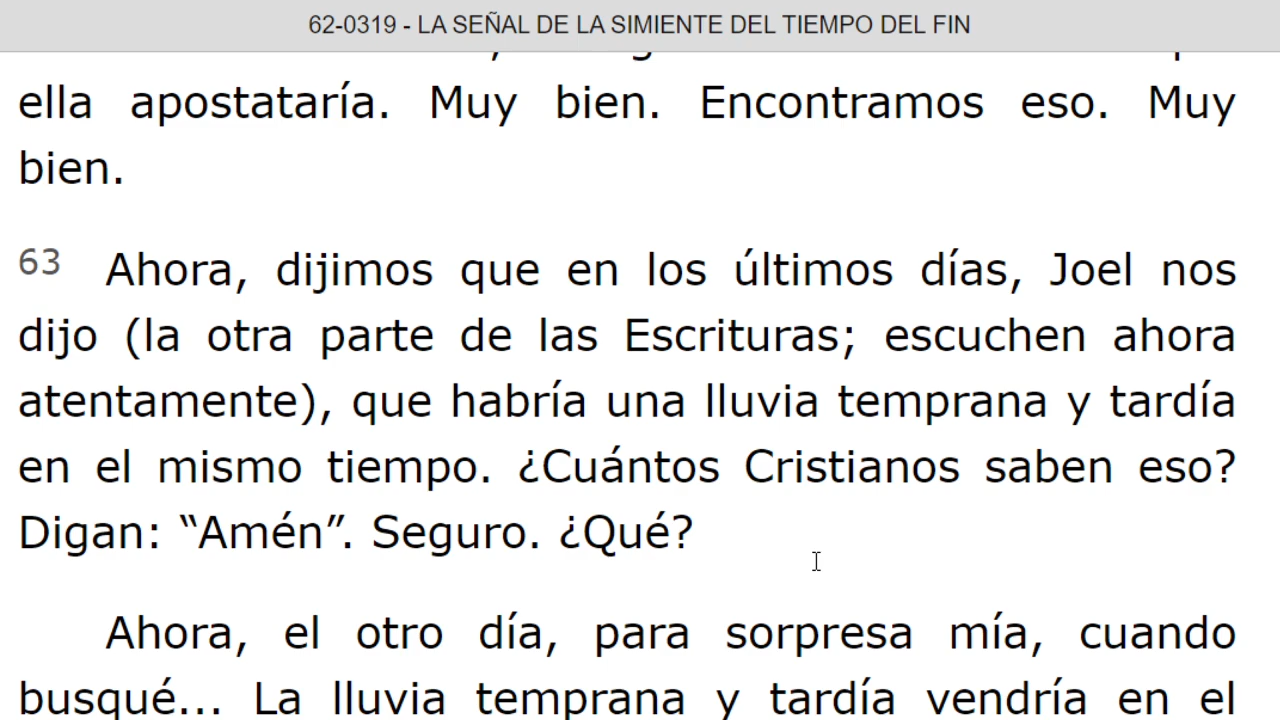 62-0319 - LA SEÑAL DE LA SIMIENTE DEL TIEMPO DEL FIN
ella apostataría. Muy bien. Encontramos eso. Muy
bien.
63 Ahora, dijimos que en los últimos días, Joel nos
dijo (la otra parte de las Escrituras; escuchen ahora
atentamente), que habría una lluvia temprana y tardía
en el mismo tiempo. ¿Cuántos Cristianos saben eso?
Digan: “Amén”. Seguro. ¿Qué?
Ahora, el otro día, para sorpresa mía, cuando
busqué... La lluvia temprana y tardía vendría en el